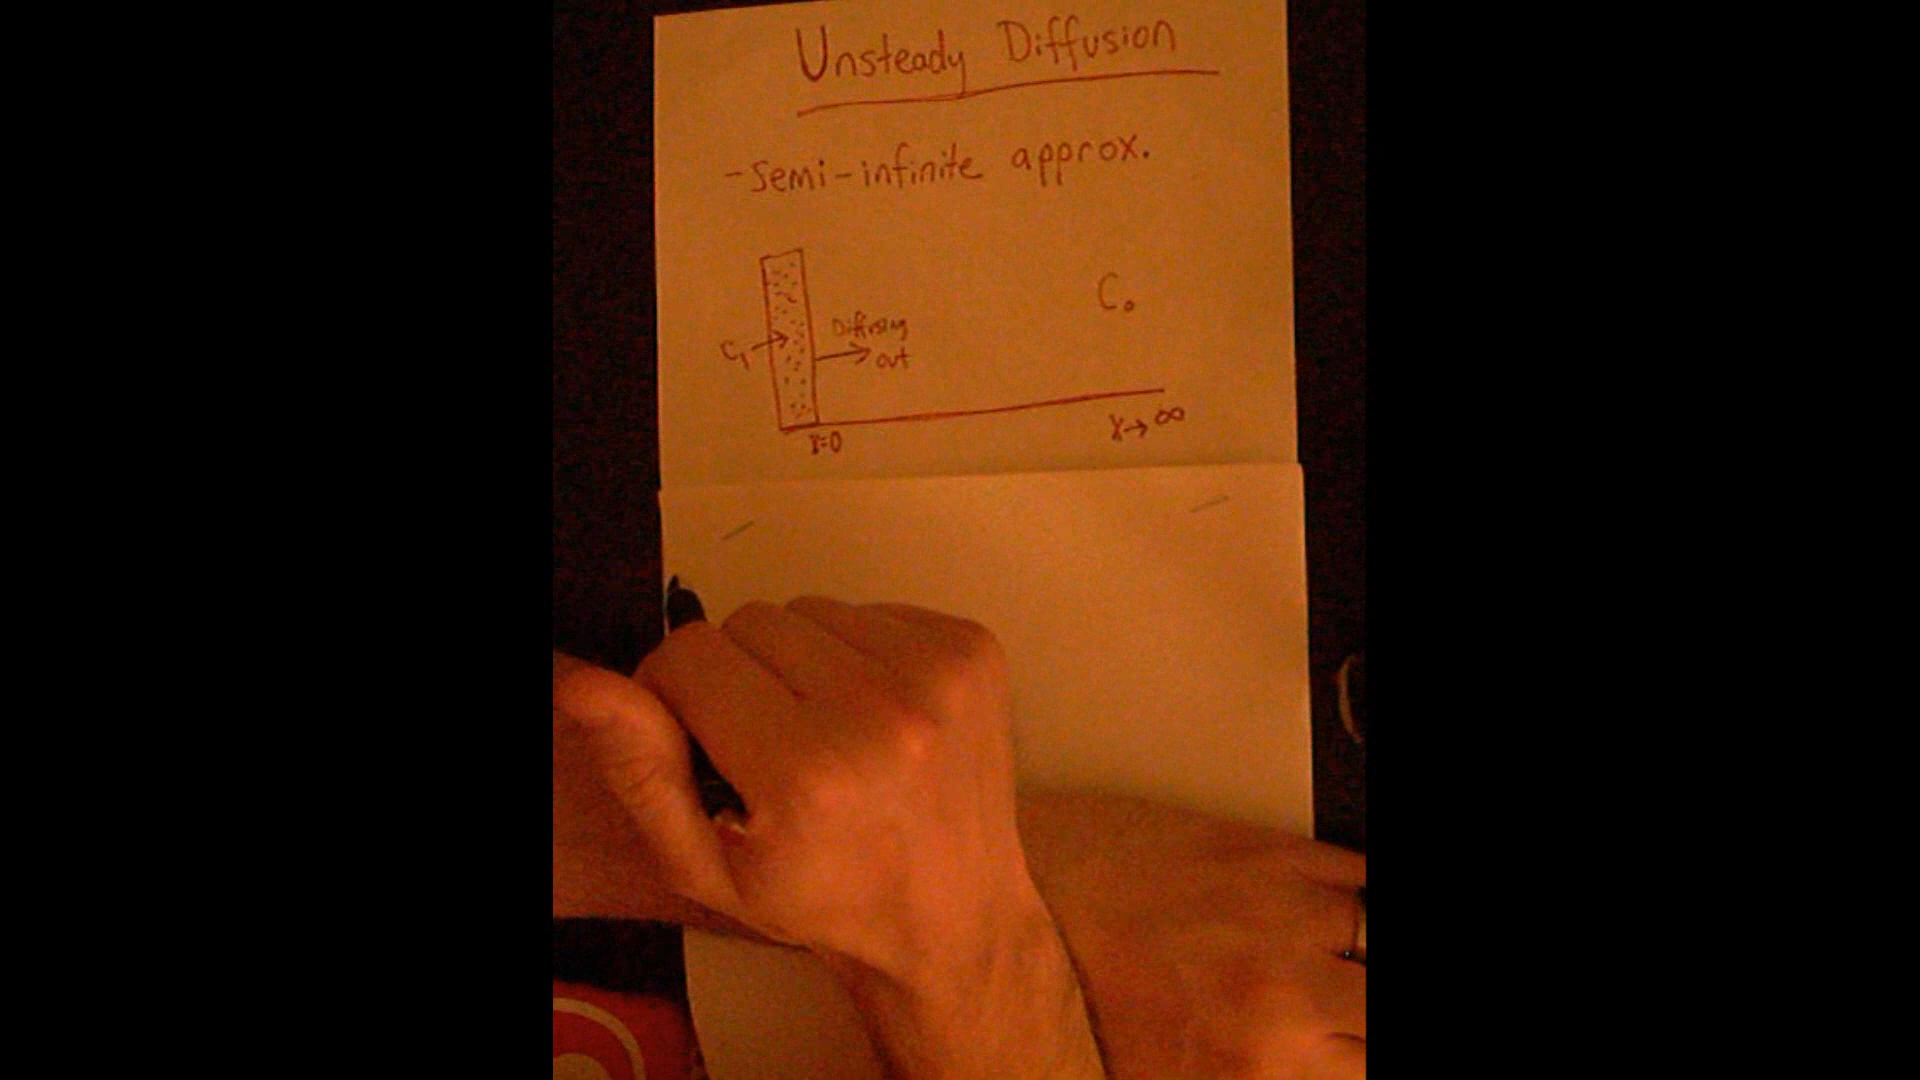 Unsteady Diffusion
- Semi-infinite approx.
C₀
Diffusing
C₁
out
x=0
x→∞